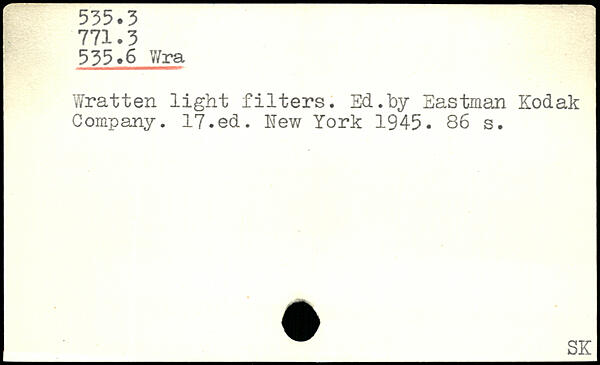 535.3
771.3
535.6 Wra
Wratten light filters. Ed.by Eastman Kodak
Company. 17.ed. New York 1945. 86 s.
SK